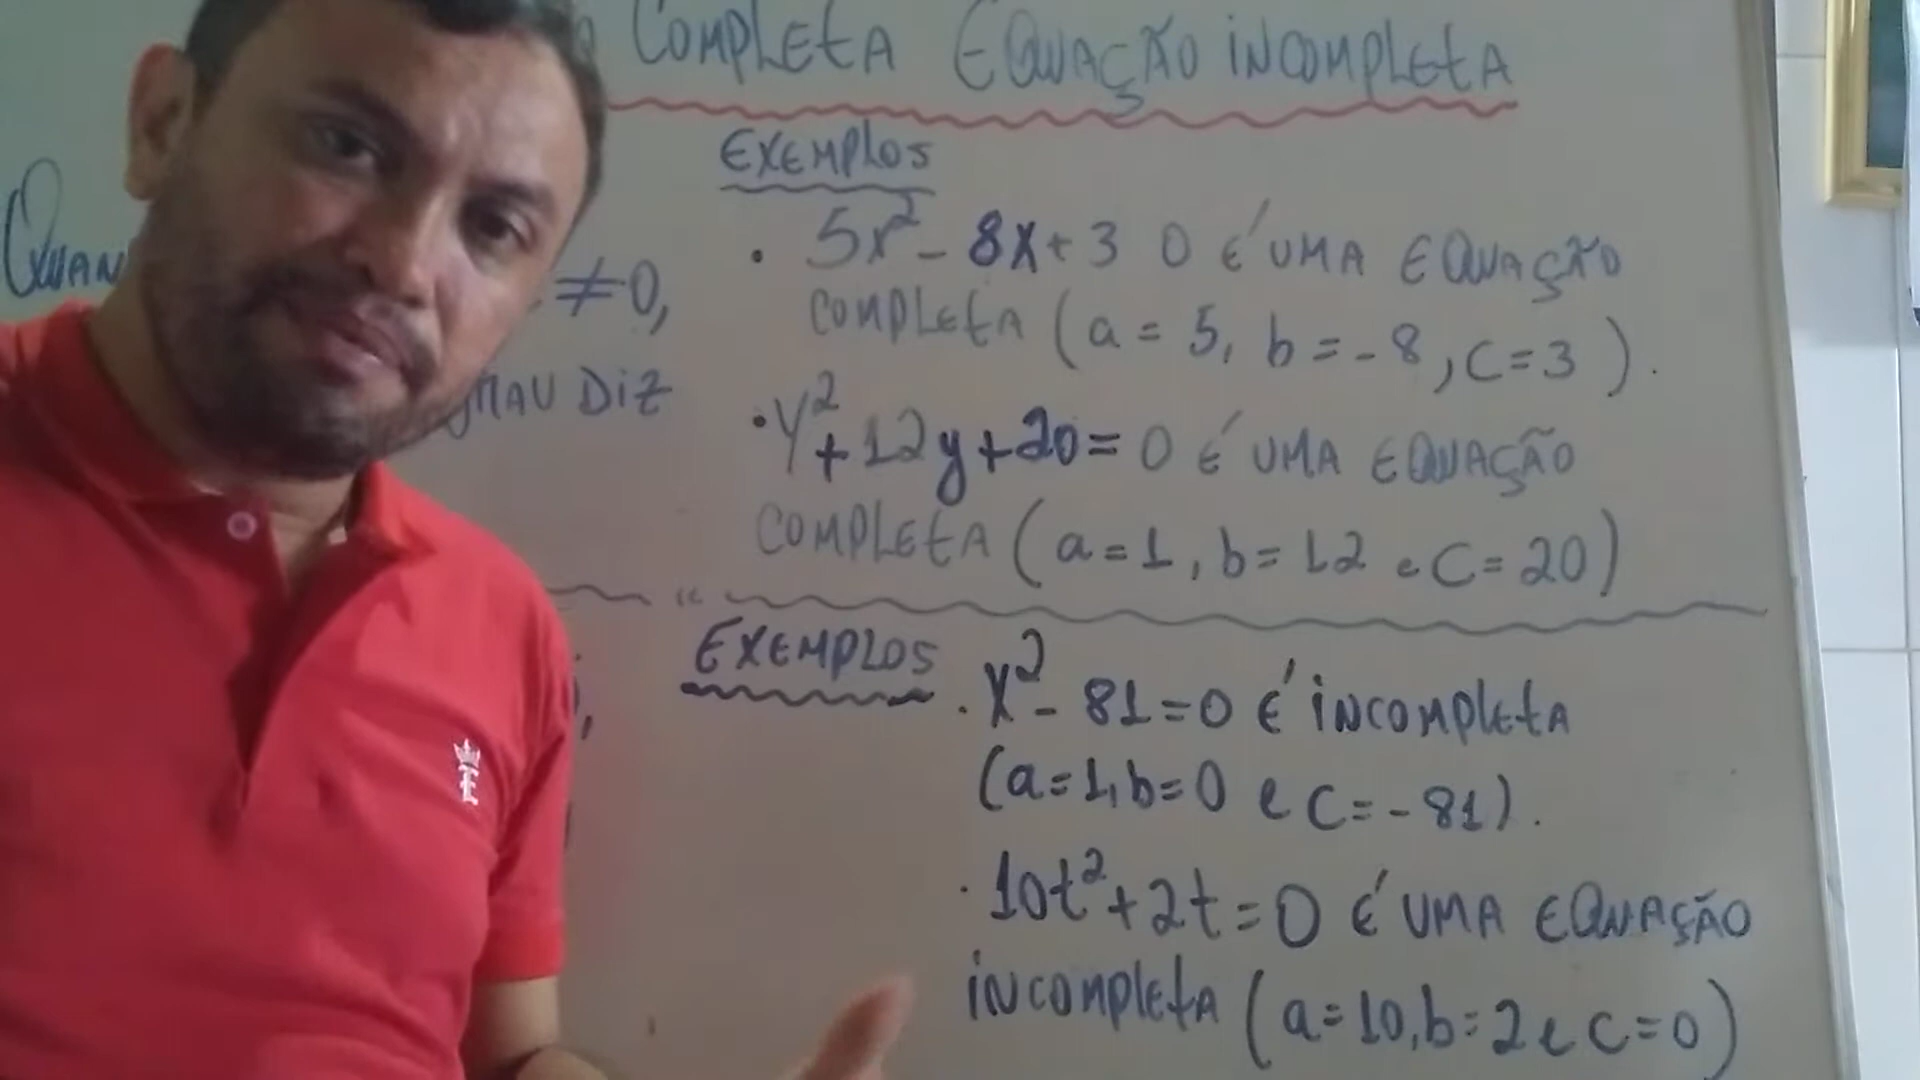 COMPLETA EQUAÇÃO INCOMPLETA
EXEMPLOS
• 5x² - 8x + 3 0 É UMA EQUAÇÃO
COMPLETA (a = 5, b = -8, C = 3).
≠ 0,
DIZ
• Y² + 12y + 20 = 0 É UMA EQUAÇÃO
COMPLETA (a = 1, b = 12 e C = 20)
EXEMPLOS
• X² - 81 = 0 É INCOMPLETA
(a = 1, b = 0 e C = -81).
• 10t² + 2t = 0 É UMA EQUAÇÃO
INCOMPLETA (a = 10, b = 2 e C = 0)